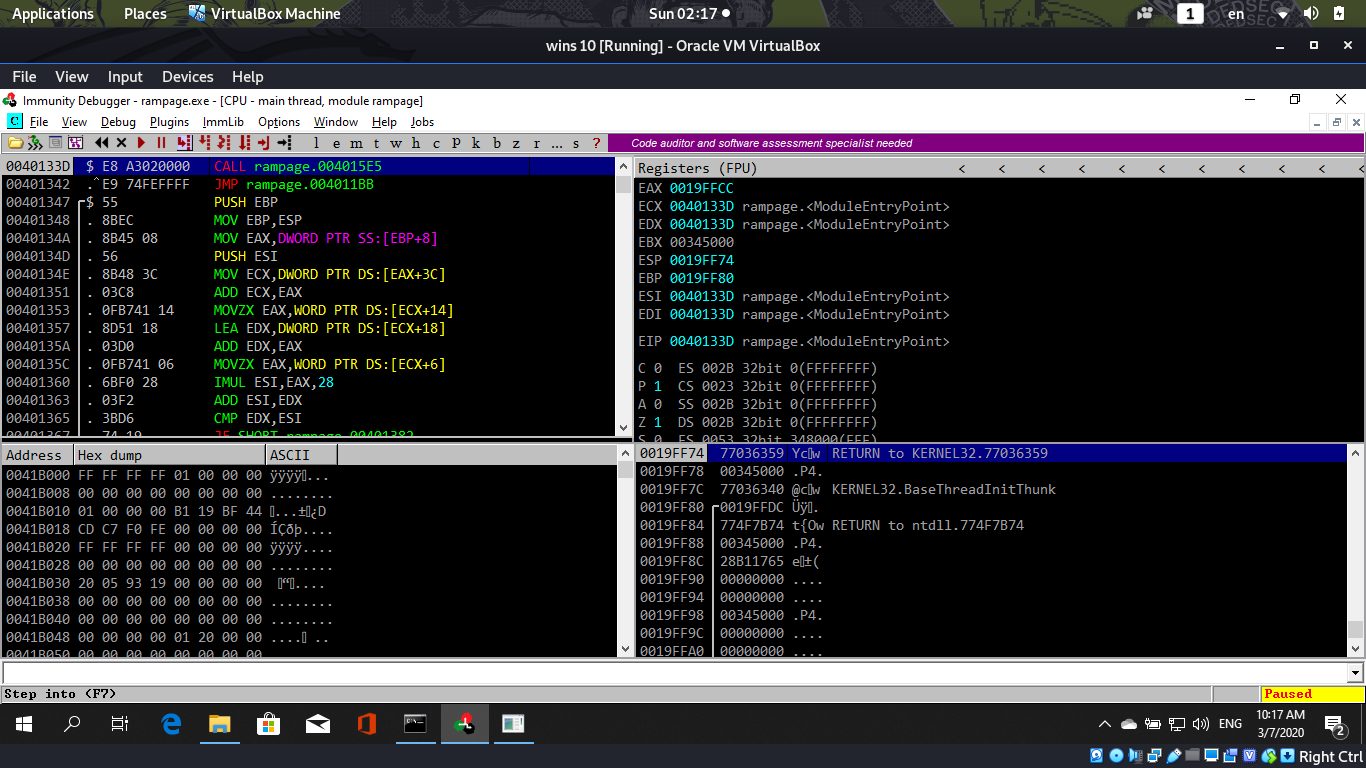 Applications Places VirtualBox Machine Sun 02:17 1 en
wins 10 [Running] - Oracle VM VirtualBox
File View Input Devices Help
Immunity Debugger - rampage.exe - [CPU - main thread, module rampage]
C File View Debug Plugins ImmLib Options Window Help Jobs
l e m t w h c p k b z r ... s ? Code auditor and software assessment specialist needed
0040133D $ E8 A3020000 CALL rampage.004015E5
00401342 .^E9 74FEFFFF JMP rampage.004011BB
00401347 $ 55 PUSH EBP
00401348 . 8BEC MOV EBP,ESP
0040134A . 8B45 08 MOV EAX,DWORD PTR SS:[EBP+8]
0040134D . 56 PUSH ESI
0040134E . 8B48 3C MOV ECX,DWORD PTR DS:[EAX+3C]
00401351 . 03C8 ADD ECX,EAX
00401353 . 0FB741 14 MOVZX EAX,WORD PTR DS:[ECX+14]
00401357 . 8D51 18 LEA EDX,DWORD PTR DS:[ECX+18]
0040135A . 03D0 ADD EDX,EAX
0040135C . 0FB741 06 MOVZX EAX,WORD PTR DS:[ECX+6]
00401360 . 6BF0 28 IMUL ESI,EAX,28
00401363 . 03F2 ADD ESI,EDX
00401365 . 3BD6 CMP EDX,ESI
00401367 . 74 19 JE SHORT rampage.00401382
Registers (FPU) < < < < < < < < < < <
EAX 0019FFCC
ECX 0040133D rampage.<ModuleEntryPoint>
EDX 0040133D rampage.<ModuleEntryPoint>
EBX 00345000
ESP 0019FF74
EBP 0019FF80
ESI 0040133D rampage.<ModuleEntryPoint>
EDI 0040133D rampage.<ModuleEntryPoint>
EIP 0040133D rampage.<ModuleEntryPoint>
C 0 ES 002B 32bit 0(FFFFFFFF)
P 1 CS 0023 32bit 0(FFFFFFFF)
A 0 SS 002B 32bit 0(FFFFFFFF)
Z 1 DS 002B 32bit 0(FFFFFFFF)
S 0 FS 0053 32bit 348000(FFF)
Address Hex dump ASCII
0041B000 FF FF FF FF 01 00 00 00 ÿÿÿÿ...
0041B008 00 00 00 00 00 00 00 00 ........
0041B010 01 00 00 00 B1 19 BF 44 ...±¿D
0041B018 CD C7 F0 FE 00 00 00 00 ÍÇðþ....
0041B020 FF FF FF FF 00 00 00 00 ÿÿÿÿ....
0041B028 00 00 00 00 00 00 00 00 ........
0041B030 20 05 93 19 00 00 00 00 “....
0041B038 00 00 00 00 00 00 00 00 ........
0041B040 00 00 00 00 00 00 00 00 ........
0041B048 00 00 00 00 01 20 00 00 .... ..
0041B050 00 00 00 00 00 00 00 00
0019FF74 77036359 Ycw RETURN to KERNEL32.77036359
0019FF78 00345000 .P4.
0019FF7C 77036340 @cw KERNEL32.BaseThreadInitThunk
0019FF80 0019FFDC Üÿ.
0019FF84 774F7B74 t{Ow RETURN to ntdll.774F7B74
0019FF88 00345000 .P4.
0019FF8C 28B11765 e±(
0019FF90 00000000 ....
0019FF94 00000000 ....
0019FF98 00345000 .P4.
0019FF9C 00000000 ....
0019FFA0 00000000 ....
Step into (F7) Paused
ENG 10:17 AM
3/7/2020 2
Right Ctrl